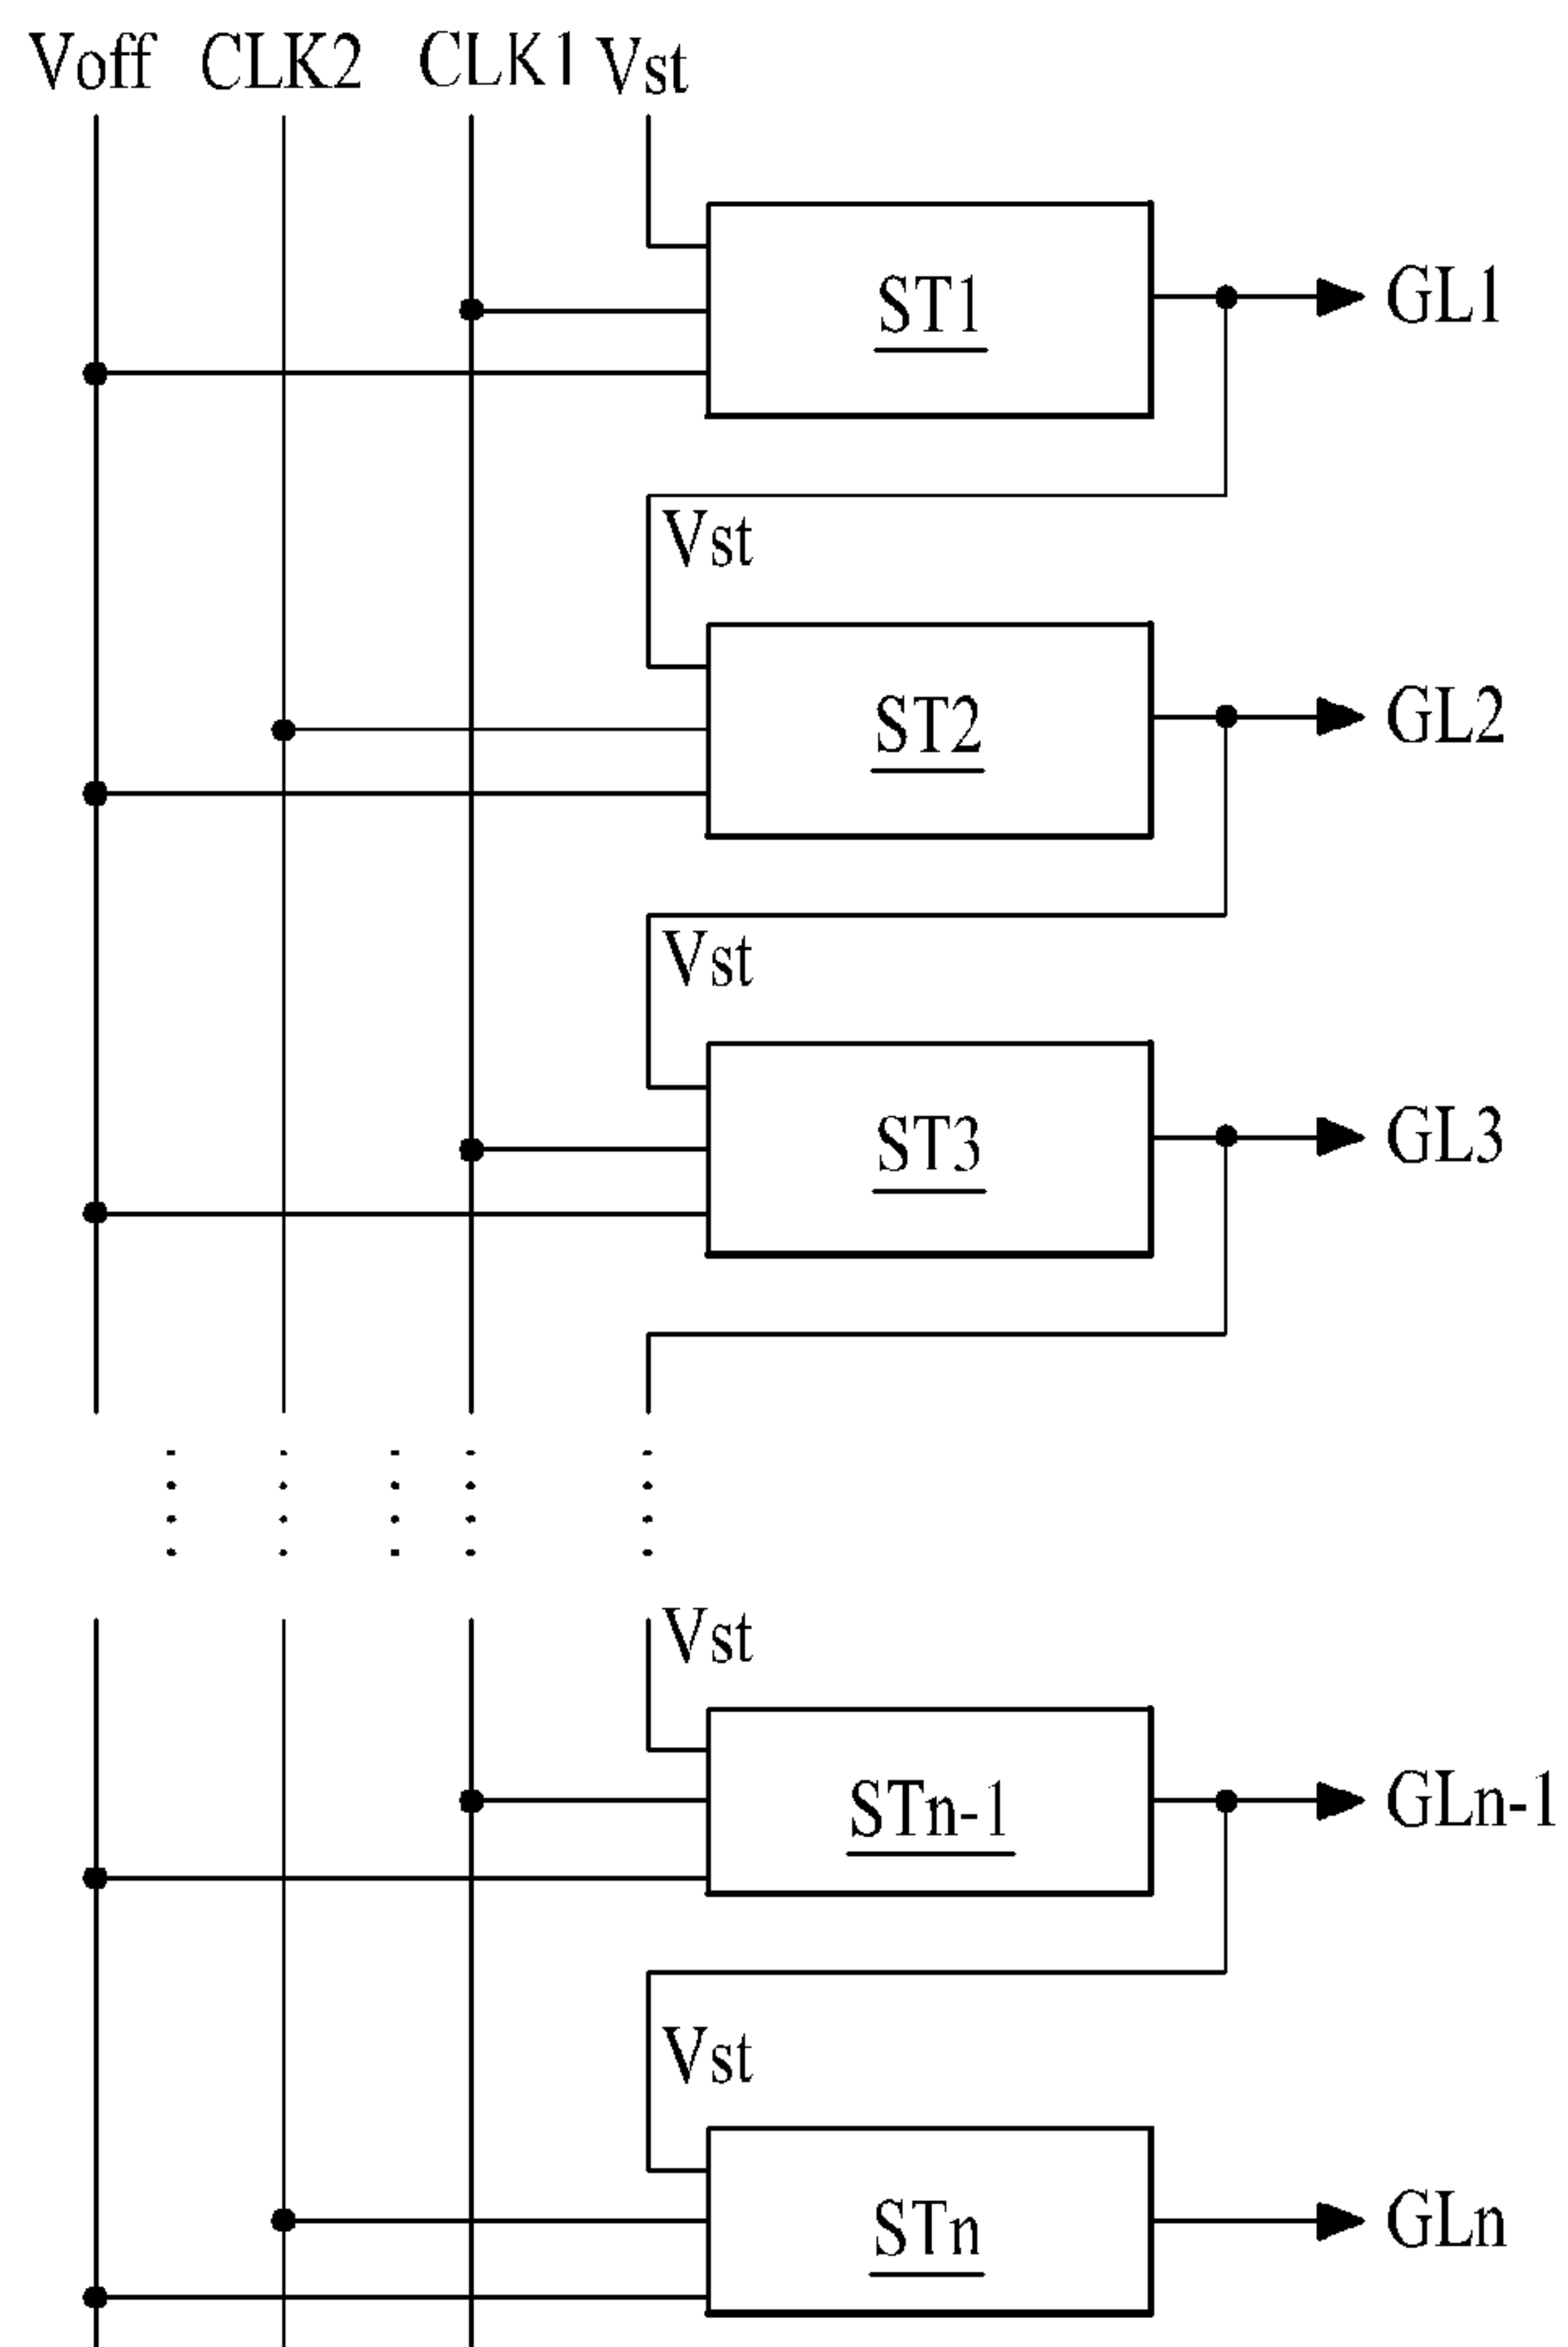 Voff CLK2 CLK1 Vst
ST1
GL1
Vst
ST2
GL2
Vst
ST3
GL3
Vst
STn-1
GLn-1
Vst
STn
GLn